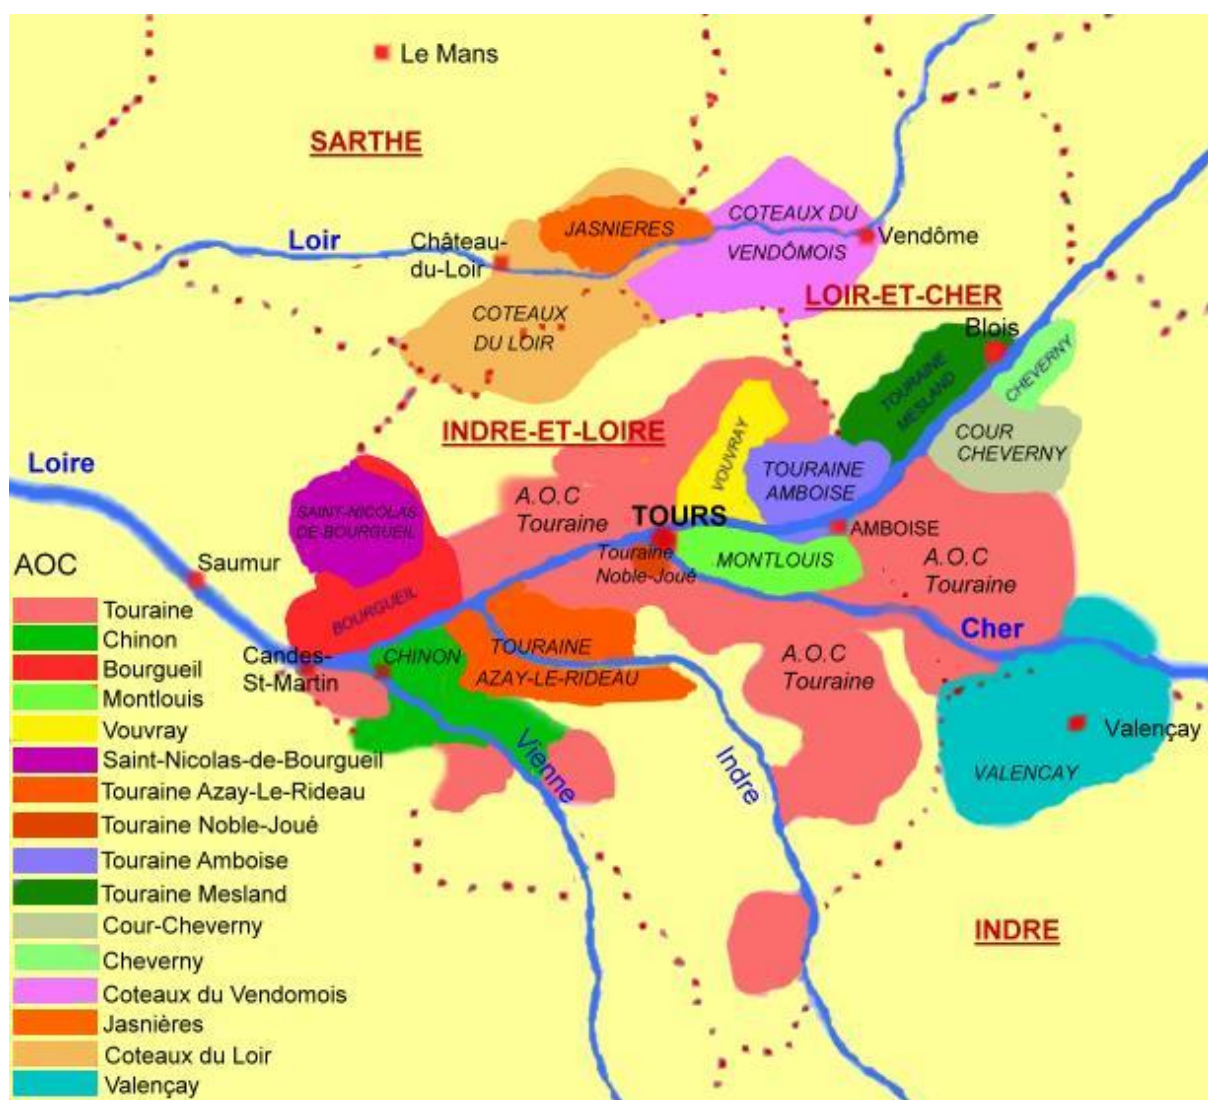 Le Mans
SARTHE
Loir
Château-
du-Loir
JASNIERES
COTEAUX DU
VENDÔMOIS
Vendôme
LOIR-ET-CHER
COTEAUX
DU LOIR
Blois
TOURAINE
MESLAND
CHEVERNY
COUR
CHEVERNY
INDRE-ET-LOIRE
Loire
VOUVRAY
TOURAINE
AMBOISE
A.O.C
Touraine
TOURS
AMBOISE
SAINT-NICOLAS
DE-BOURGUEIL
Touraine
Noble-Joué
MONTLOUIS
A.O.C
Touraine
Saumur
BOURGUEIL
Cher
Candes-
St-Martin
CHINON
TOURAINE
AZAY-LE-RIDEAU
A.O.C
Touraine
Vienne
Indre
Valençay
VALENCAY
INDRE
AOC
Touraine
Chinon
Bourgueil
Montlouis
Vouvray
Saint-Nicolas-de-Bourgueil
Touraine Azay-Le-Rideau
Touraine Noble-Joué
Touraine Amboise
Touraine Mesland
Cour-Cheverny
Cheverny
Coteaux du Vendomois
Jasnières
Coteaux du Loir
Valençay